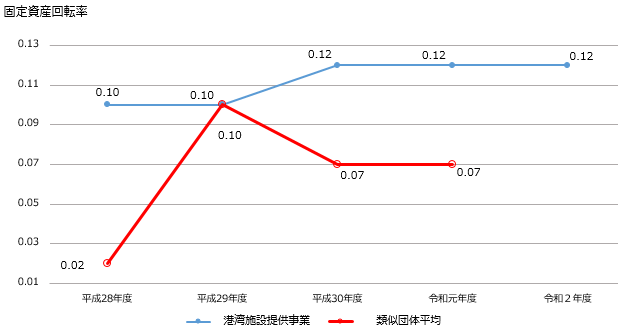 固定資産回転率
0.13
0.11
0.09
0.07
0.05
0.03
0.01
0.10
0.10
0.12
0.12
0.12
0.02
0.10
0.07
0.07
平成28年度
平成29年度
平成30年度
令和元年度
令和２年度
港湾施設提供事業
類似団体平均